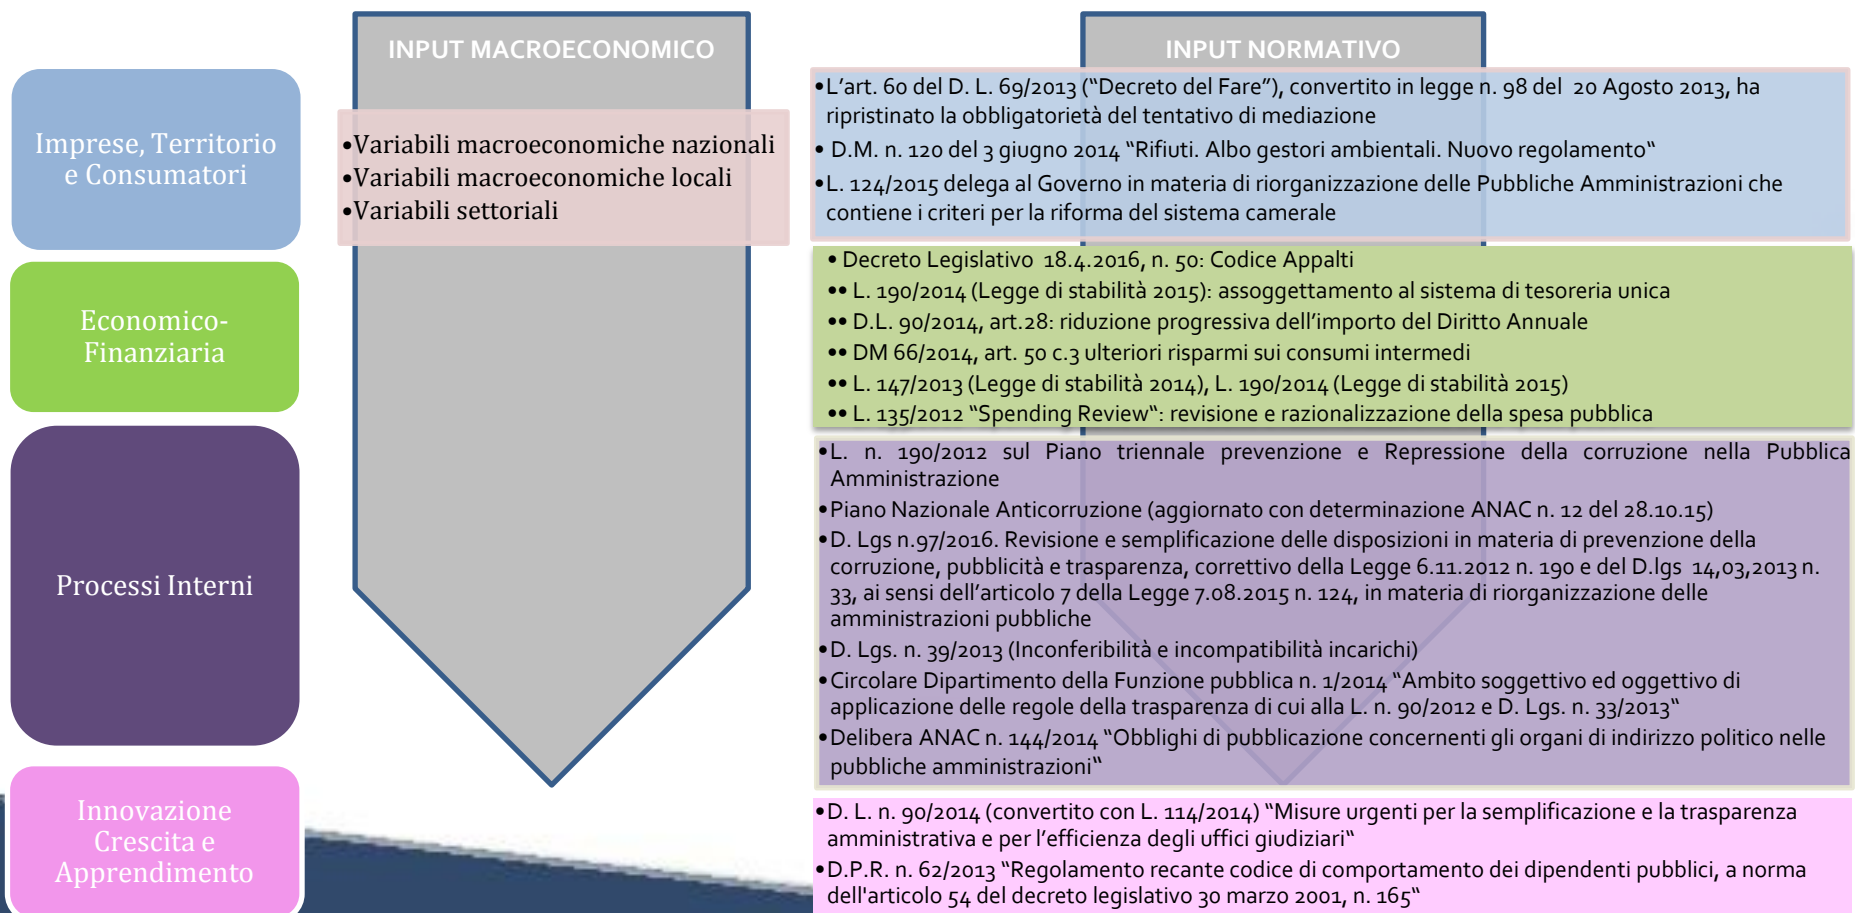 INPUT MACROECONOMICO
INPUT NORMATIVO
Imprese, Territorio
e Consumatori
•Variabili macroeconomiche nazionali
•Variabili macroeconomiche locali
•Variabili settoriali
•L'art. 60 del D. L. 69/2013 ("Decreto del Fare"), convertito in legge n. 98 del 20 Agosto 2013, ha
ripristinato la obbligatorietà del tentativo di mediazione
• D.M. n. 120 del 3 giugno 2014 "Rifiuti. Albo gestori ambientali. Nuovo regolamento"
•L. 124/2015 delega al Governo in materia di riorganizzazione delle Pubbliche Amministrazioni che
contiene i criteri per la riforma del sistema camerale
Economico-
Finanziaria
• Decreto Legislativo 18.4.2016, n. 50: Codice Appalti
•• L. 190/2014 (Legge di stabilità 2015): assoggettamento al sistema di tesoreria unica
•• D.L. 90/2014, art.28: riduzione progressiva dell'importo del Diritto Annuale
•• DM 66/2014, art. 50 c.3 ulteriori risparmi sui consumi intermedi
•• L. 147/2013 (Legge di stabilità 2014), L. 190/2014 (Legge di stabilità 2015)
•• L. 135/2012 "Spending Review": revisione e razionalizzazione della spesa pubblica
Processi Interni
•L. n. 190/2012 sul Piano triennale prevenzione e Repressione della corruzione nella Pubblica
Amministrazione
•Piano Nazionale Anticorruzione (aggiornato con determinazione ANAC n. 12 del 28.10.15)
•D. Lgs n.97/2016. Revisione e semplificazione delle disposizioni in materia di prevenzione della
corruzione, pubblicità e trasparenza, correttivo della Legge 6.11.2012 n. 190 e del D.lgs 14,03,2013 n.
33, ai sensi dell'articolo 7 della Legge 7.08.2015 n. 124, in materia di riorganizzazione delle
amministrazioni pubbliche
•D. Lgs. n. 39/2013 (Inconferibilità e incompatibilità incarichi)
•Circolare Dipartimento della Funzione pubblica n. 1/2014 "Ambito soggettivo ed oggettivo di
applicazione delle regole della trasparenza di cui alla L. n. 90/2012 e D. Lgs. n. 33/2013"
•Delibera ANAC n. 144/2014 "Obblighi di pubblicazione concernenti gli organi di indirizzo politico nelle
pubbliche amministrazioni"
Innovazione
Crescita e
Apprendimento
•D. L. n. 90/2014 (convertito con L. 114/2014) "Misure urgenti per la semplificazione e la trasparenza
amministrativa e per l'efficienza degli uffici giudiziari"
•D.P.R. n. 62/2013 "Regolamento recante codice di comportamento dei dipendenti pubblici, a norma
dell'articolo 54 del decreto legislativo 30 marzo 2001, n. 165"